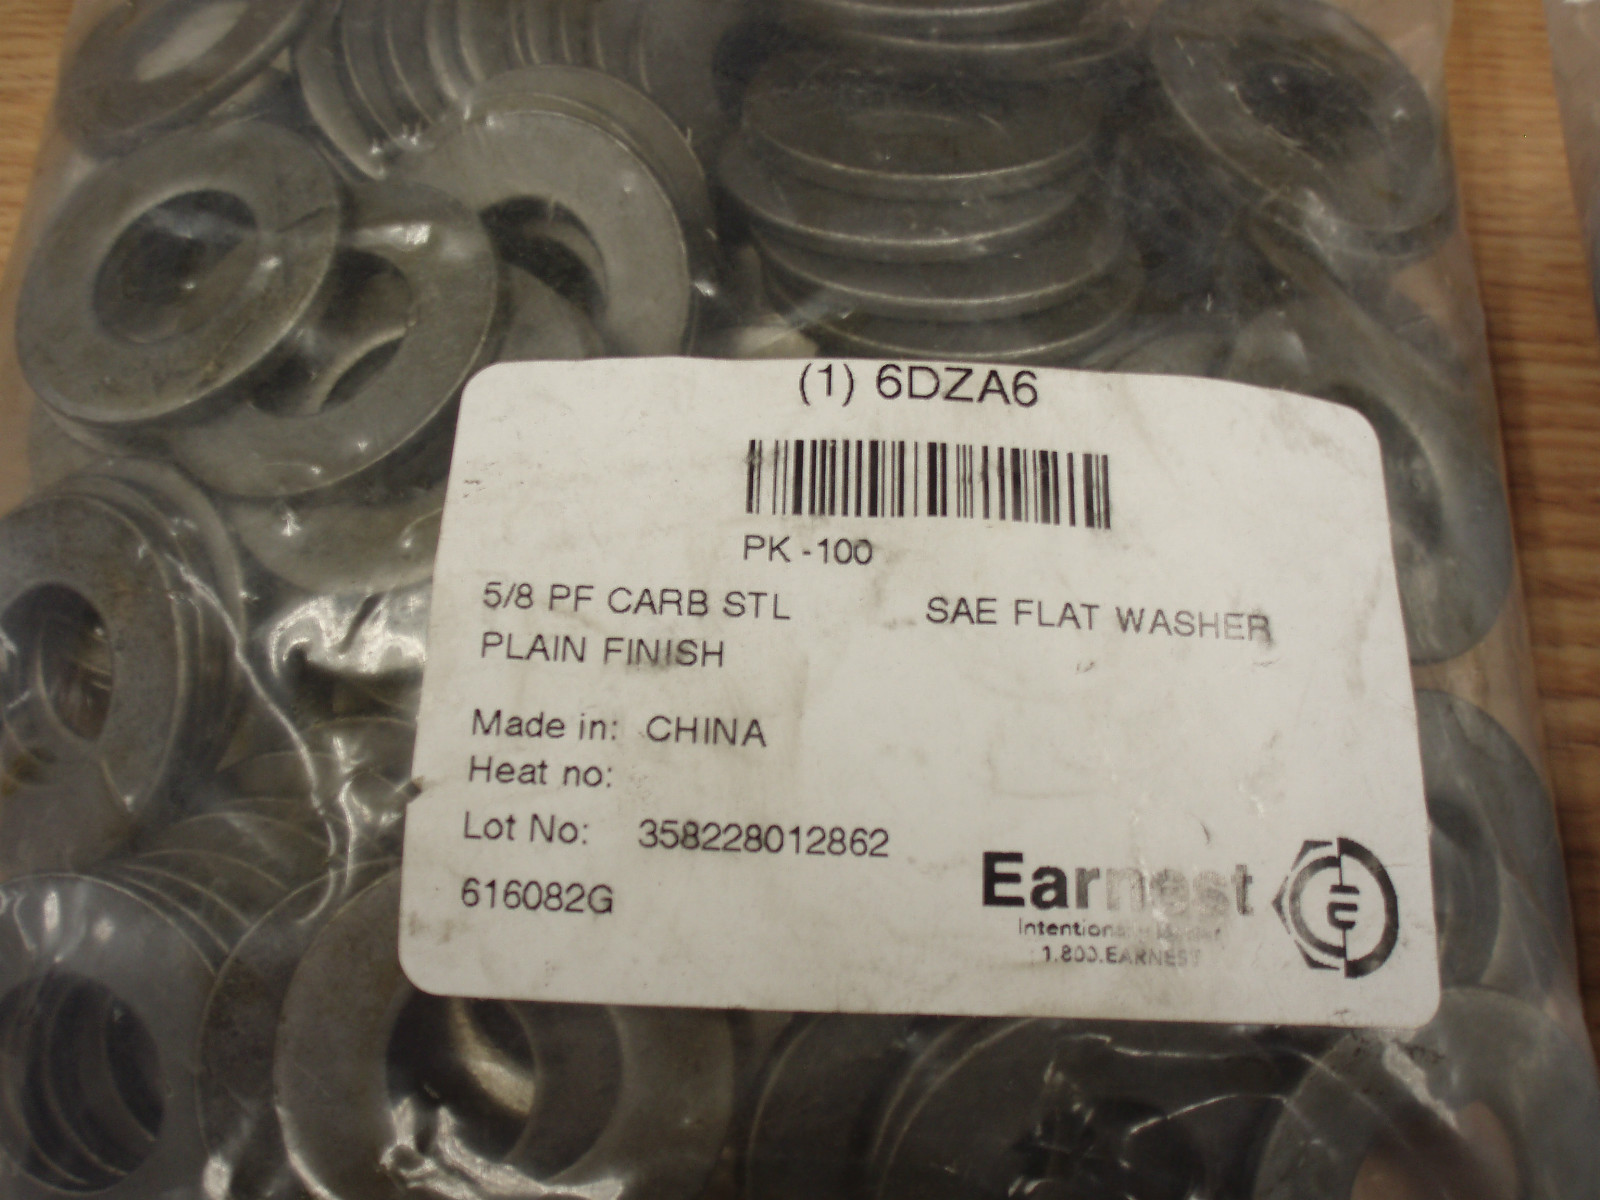 (1) 6DZA6
PK -100
5/8 PF CARB STL SAE FLAT WASHER
PLAIN FINISH
Made in: CHINA
Heat no:
Lot No: 358228012862
616082G
Earnest
1.800.EARNEST